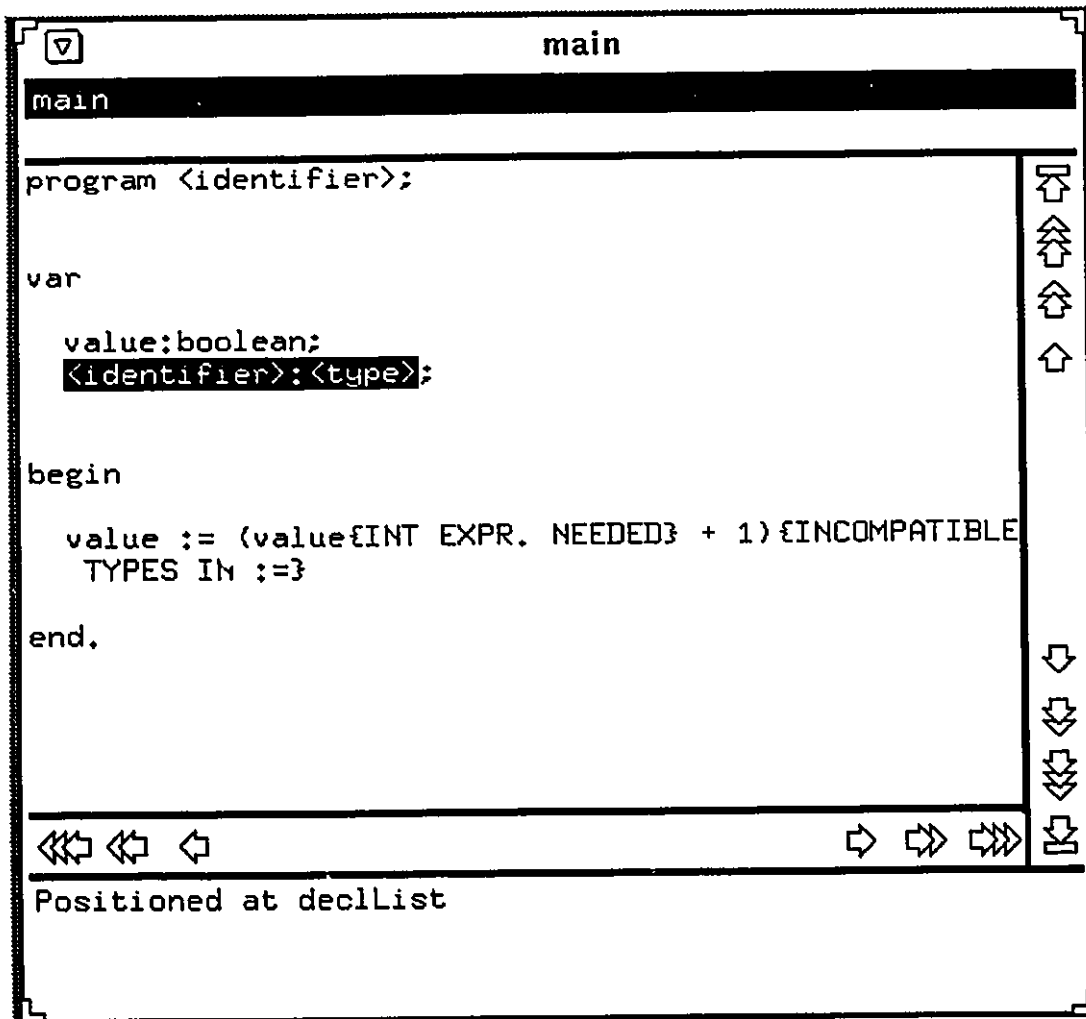 main
main
program <identifier>;
var
value:boolean;
<identifier>:<type>;
begin
value := (value{INT EXPR. NEEDED} + 1){INCOMPATIBLE
TYPES IN :=}
end.
Positioned at declList